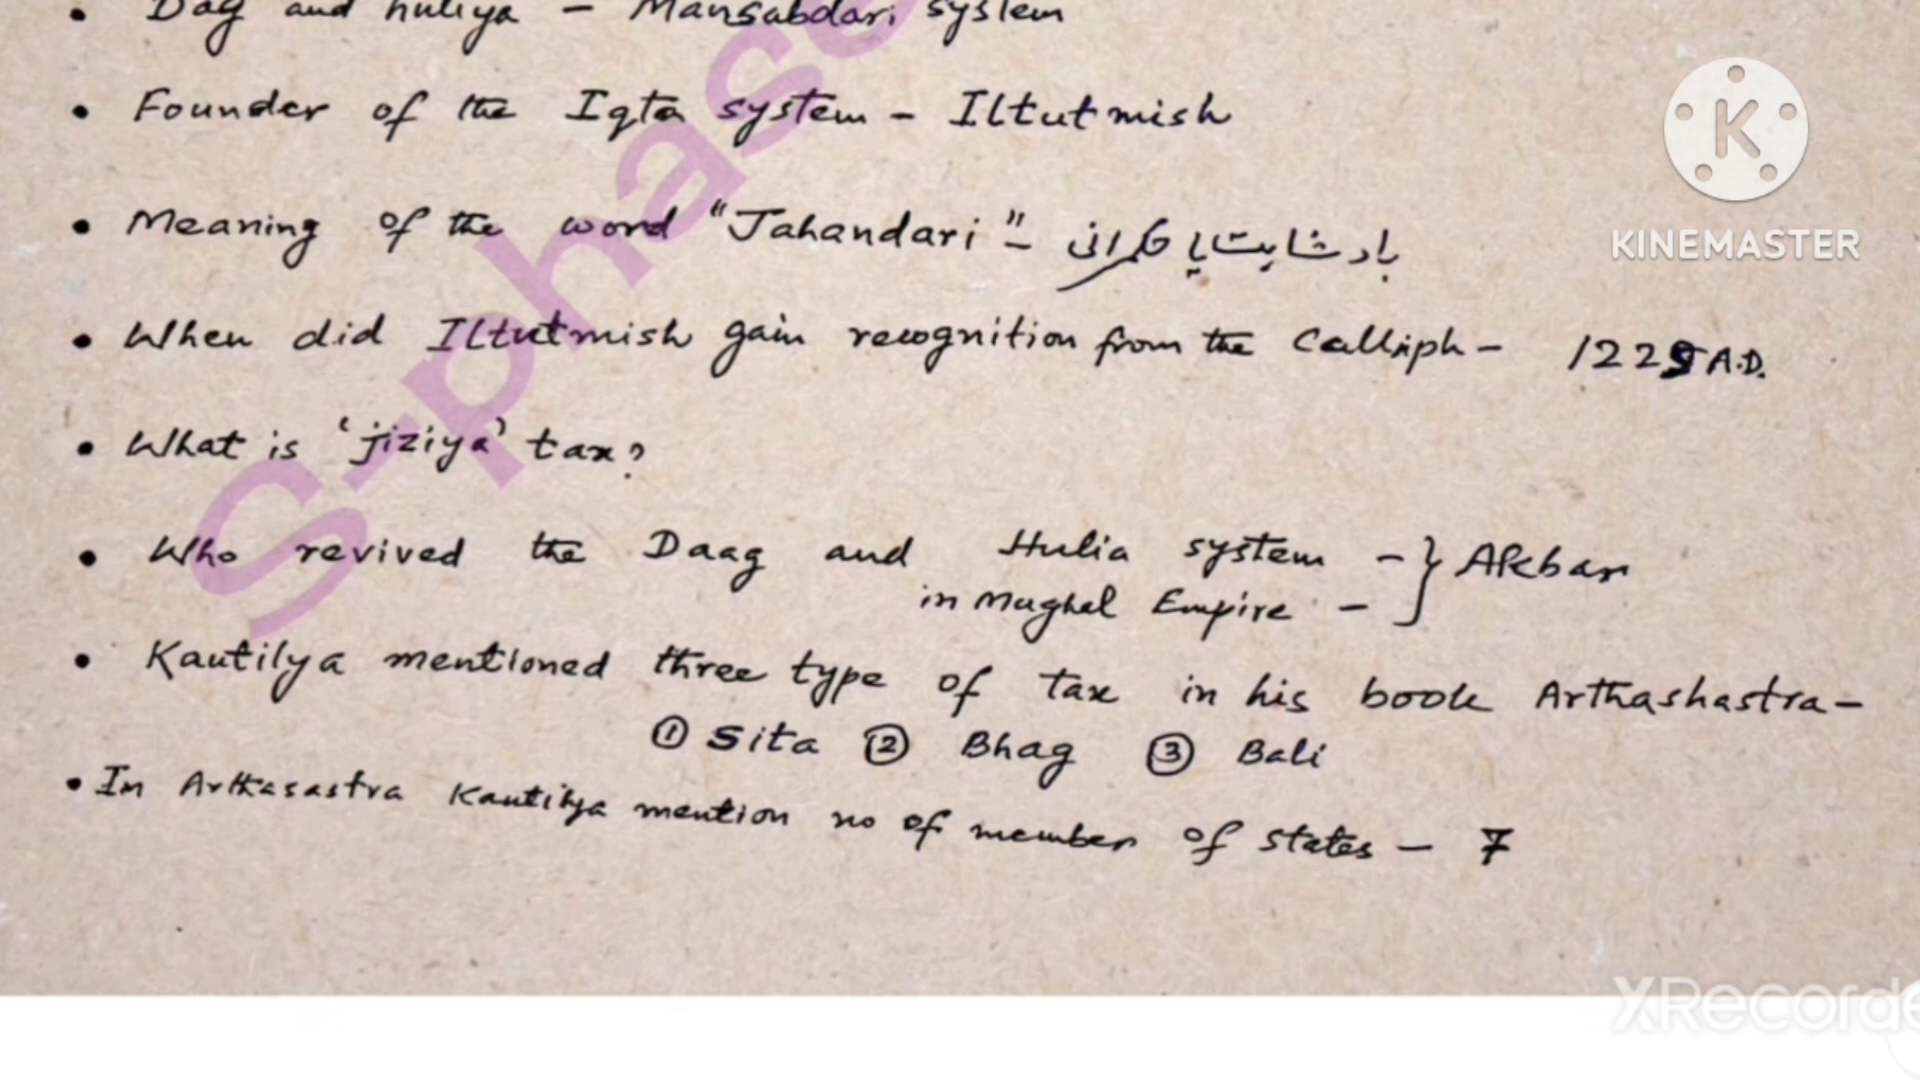 • Dag and huliya - Mansabdari system
• Founder of the Iqta system - Iltutmish
• Meaning of the word "Jahandari" - بادشاہت یا حکمرانی
• When did Iltutmish gain recognition from the Calliph - 1229 A.D.
• What is 'jiziya' tax?
• Who revived the Daag and Hulia system - } Akbar
in Mughal Empire -
• Kautilya mentioned three type of tax in his book Arthashastra -
① Sita ② Bhag ③ Bali
• In Arthasastra Kautilya mention no of member of states - 7
S-phase
KINEMASTER
XRecorde